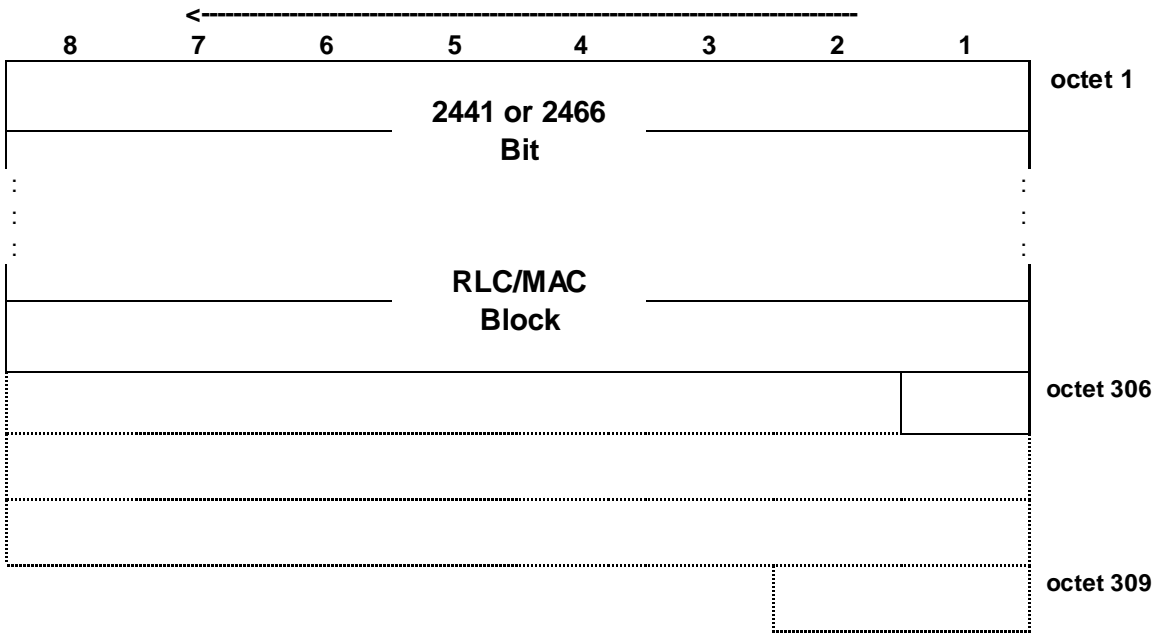 <----------------------------------------------------------------------------------
8 7 6 5 4 3 2 1
octet 1
2441 or 2466
Bit
: :
: :
: :
RLC/MAC
Block
octet 306
octet 309